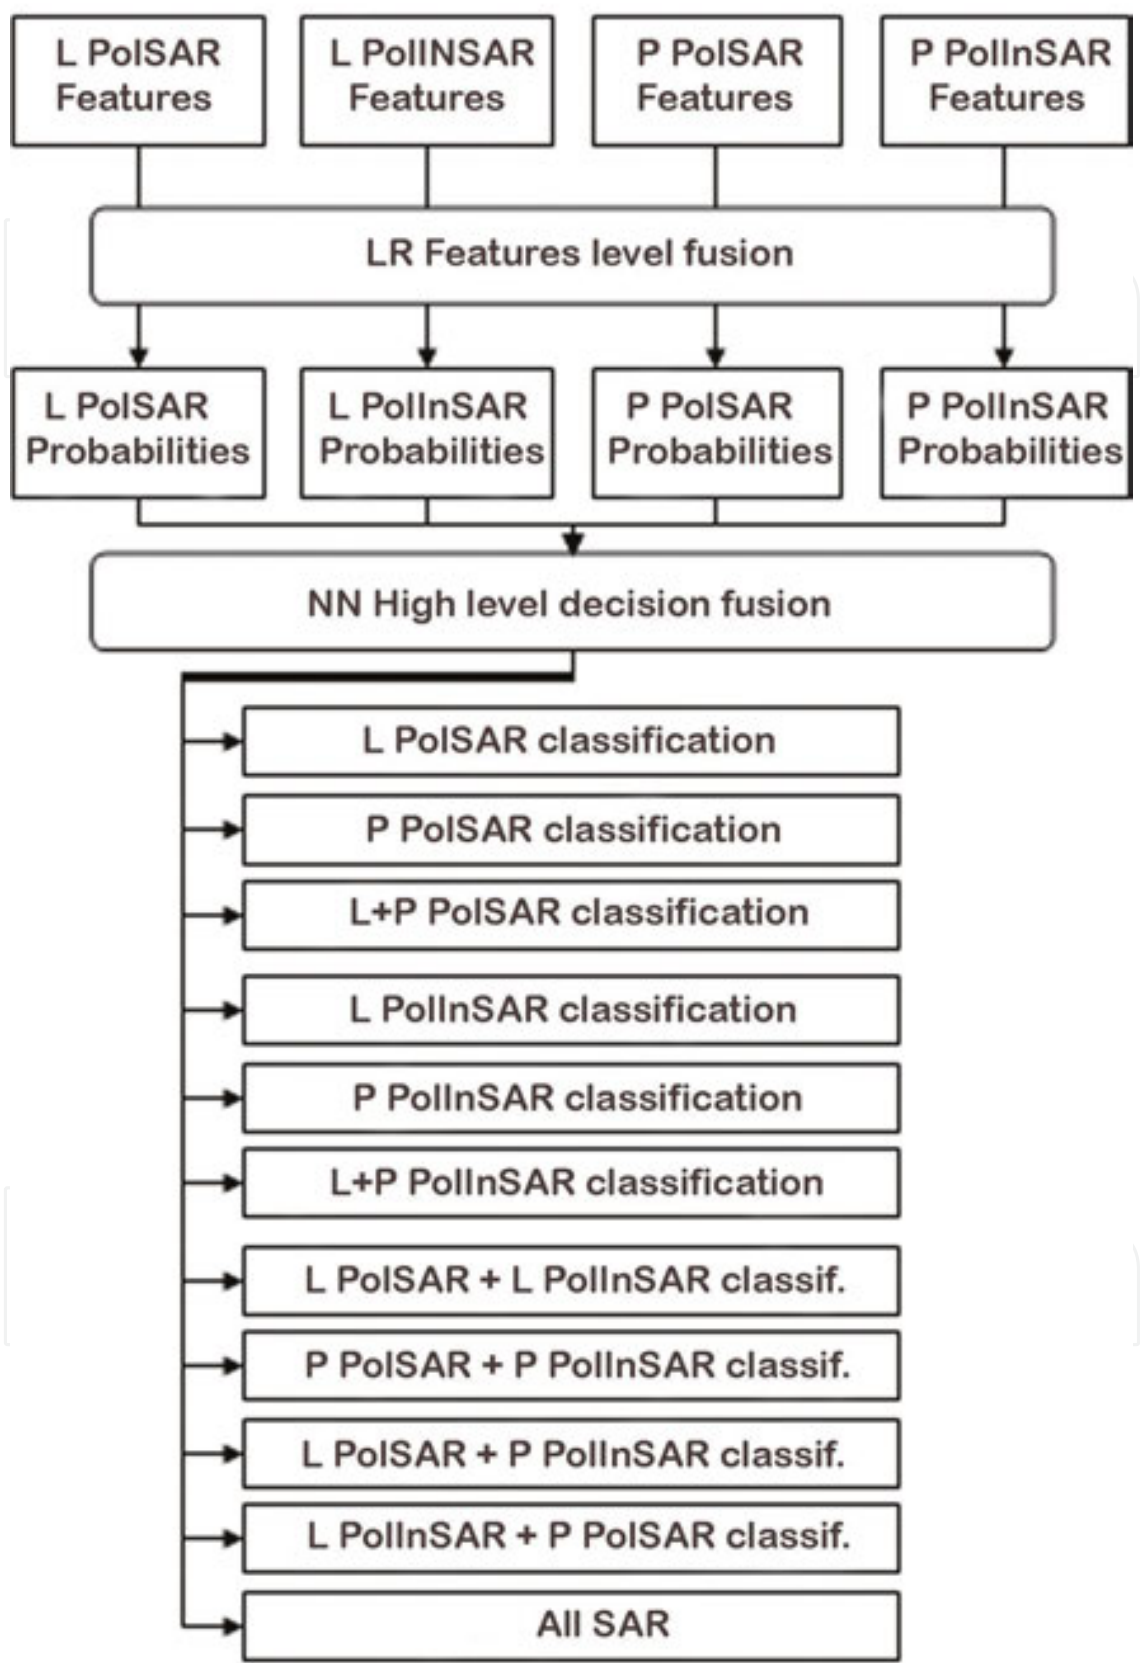 L PolSAR
Features
L PolINSAR
Features
P PolSAR
Features
P PolInSAR
Features
LR Features level fusion
L PolSAR
Probabilities
L PolInSAR
Probabilities
P PolSAR
Probabilities
P PolInSAR
Probabilities
NN High level decision fusion
L PolSAR classification
P PolSAR classification
L+P PolSAR classification
L PolInSAR classification
P PolInSAR classification
L+P PolInSAR classification
L PolSAR + L PolInSAR classif.
P PolSAR + P PolInSAR classif.
L PolSAR + P PolInSAR classif.
L PolInSAR + P PolSAR classif.
All SAR